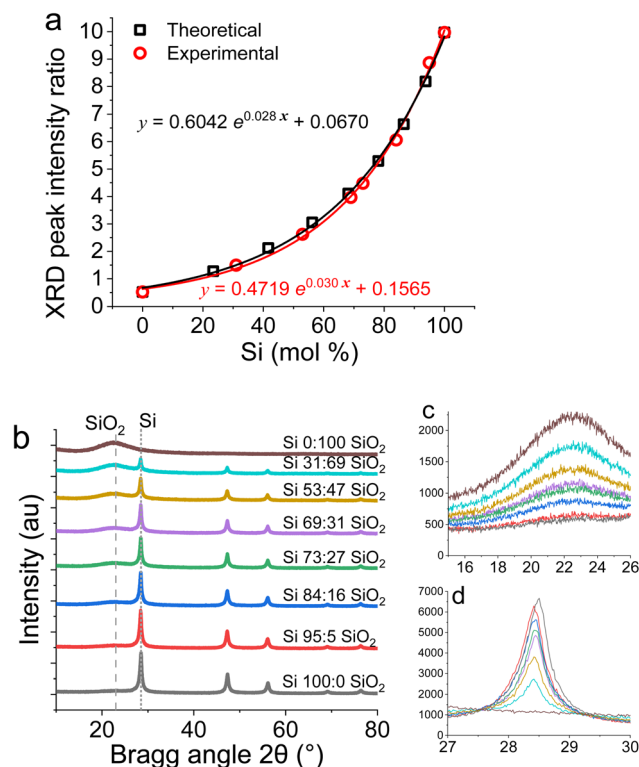 a
Theoretical
Experimental
10
9
8
7
6
5
4
3
2
1
0
y = 0.6042 e^0.028 x + 0.0670
y = 0.4719 e^0.030 x + 0.1565
0 20 40 60 80 100
XRD peak intensity ratio
Si (mol %)
b
SiO₂
Si
Si 0:100 SiO₂
Si 31:69 SiO₂
Si 53:47 SiO₂
Si 69:31 SiO₂
Si 73:27 SiO₂
Si 84:16 SiO₂
Si 95:5 SiO₂
Si 100:0 SiO₂
Intensity (au)
20 40 60 80
Bragg angle 2θ (°)
c
2000
1500
1000
500
0
15 16 18 20 22 24 26
d
7000
6000
5000
4000
3000
2000
1000
0
27 28 29 30